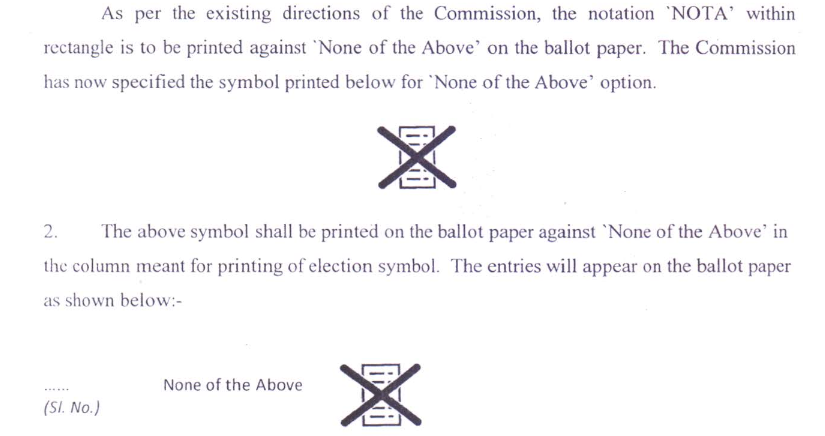 As per the existing directions of the Commission, the notation `NOTA' within
rectangle is to be printed against `None of the Above' on the ballot paper. The Commission
has now specified the symbol printed below for `None of the Above' option.
2. The above symbol shall be printed on the ballot paper against `None of the Above' in
the column meant for printing of election symbol. The entries will appear on the ballot paper
as shown below:-
...... None of the Above
(Sl. No.)